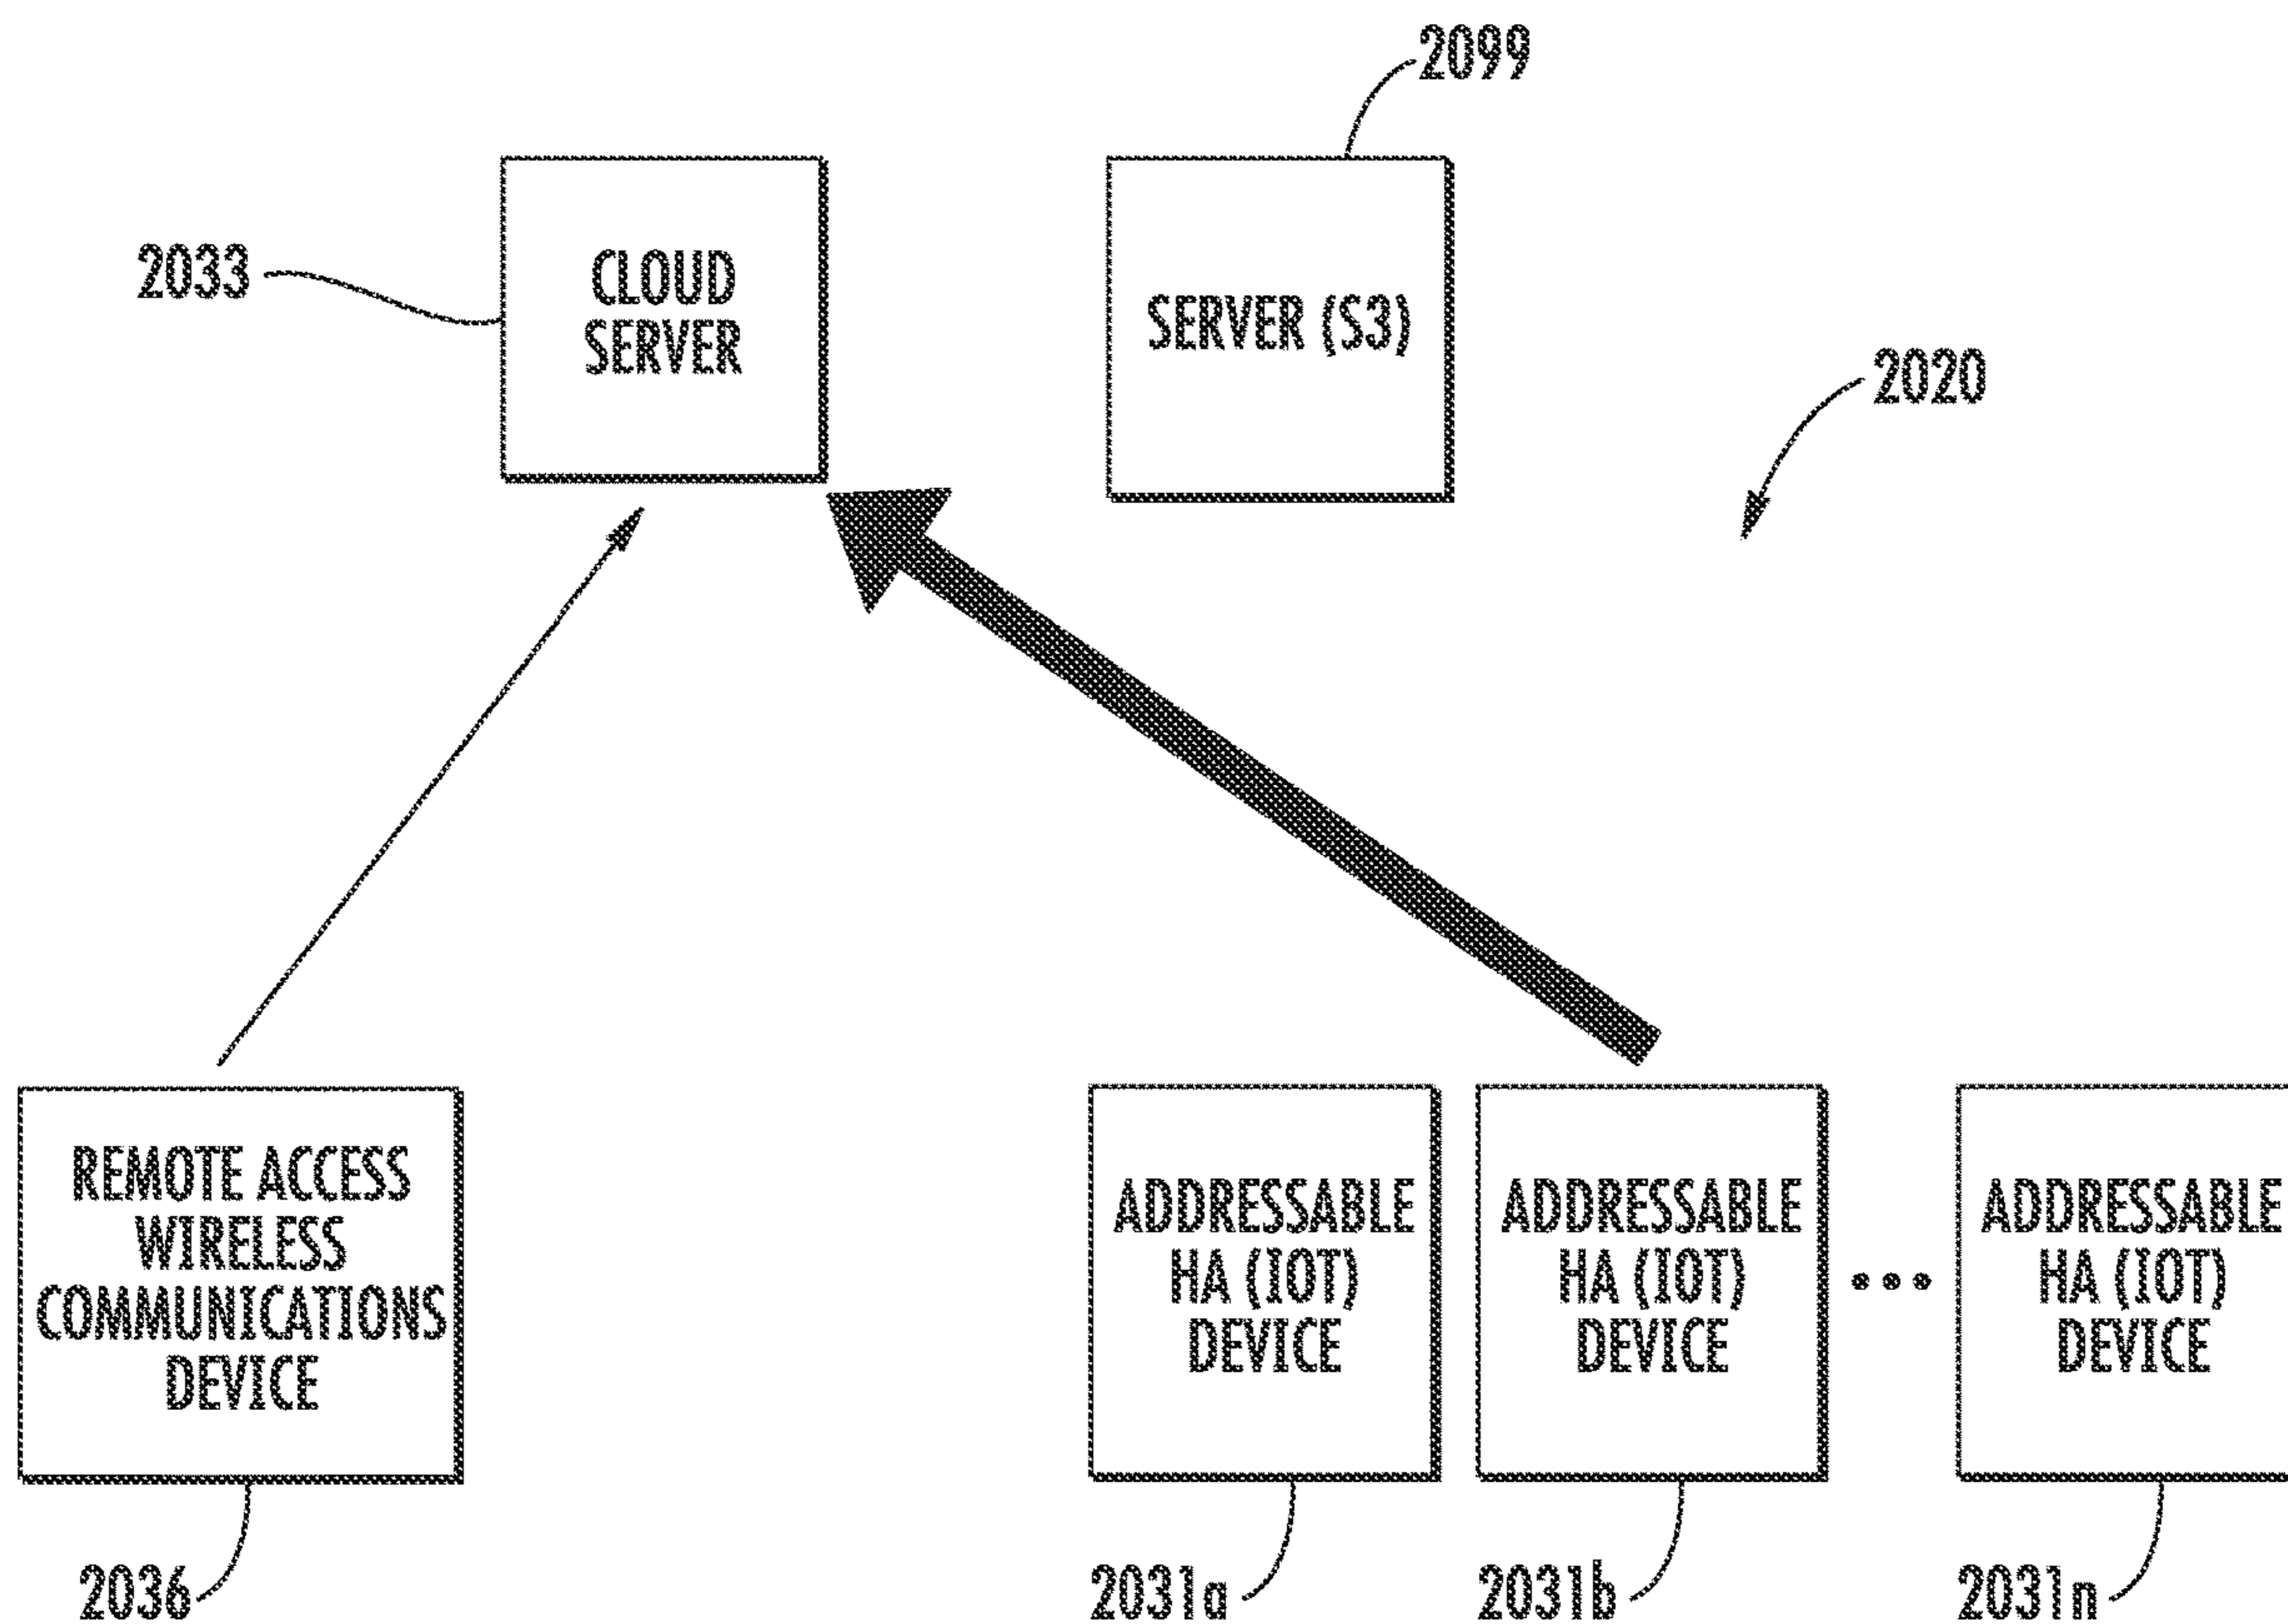 2099
2033
CLOUD
SERVER
SERVER (S3)
2020
REMOTE ACCESS
WIRELESS
COMMUNICATIONS
DEVICE
ADDRESSABLE
HA (IOT)
DEVICE
ADDRESSABLE
HA (IOT)
DEVICE
•••
ADDRESSABLE
HA (IOT)
DEVICE
2036
2031a
2031b
2031n